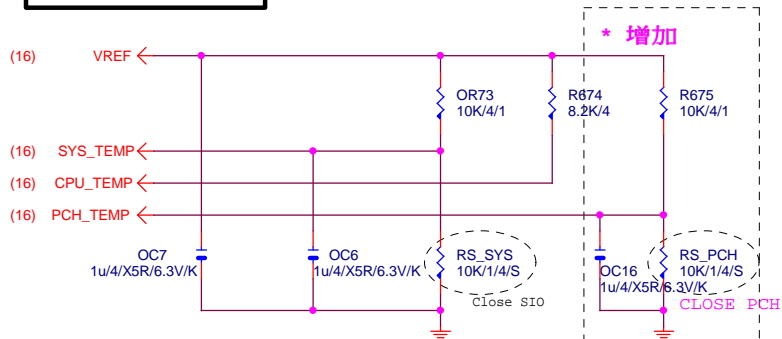 * 增加
(16) VREF
OR73
10K/4/1
R674
8.2K/4
R675
10K/4/1
(16) SYS_TEMP
(16) CPU_TEMP
(16) PCH_TEMP
OC7
1u/4/X5R/6.3V/K
OC6
1u/4/X5R/6.3V/K
RS_SYS
10K/1/4/S
Close SIO
OC16
1u/4/X5R/6.3V/K
RS_PCH
10K/1/4/S
CLOSE PCH